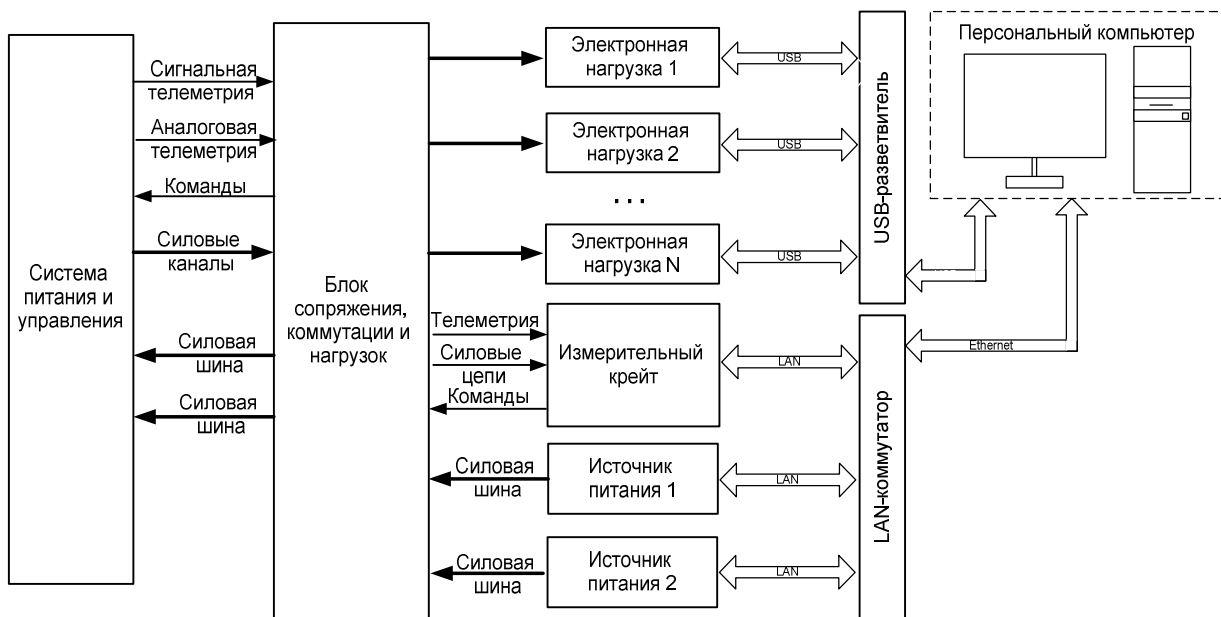 Система
питания и
управления
Сигнальная
телеметрия
Аналоговая
телеметрия
Команды
Силовые
каналы
Силовая
шина
Силовая
шина
Блок
сопряжения,
коммутации и
нагрузок
Электронная
нагрузка 1
Электронная
нагрузка 2
...
Электронная
нагрузка N
Телеметрия
Силовые
цепи
Команды
Измерительный
крейт
Силовая
шина
Источник
питания 1
Силовая
шина
Источник
питания 2
USB
USB
USB
LAN
LAN
LAN
USB-разветвитель
LAN-коммутатор
Персональный компьютер
Ethernet